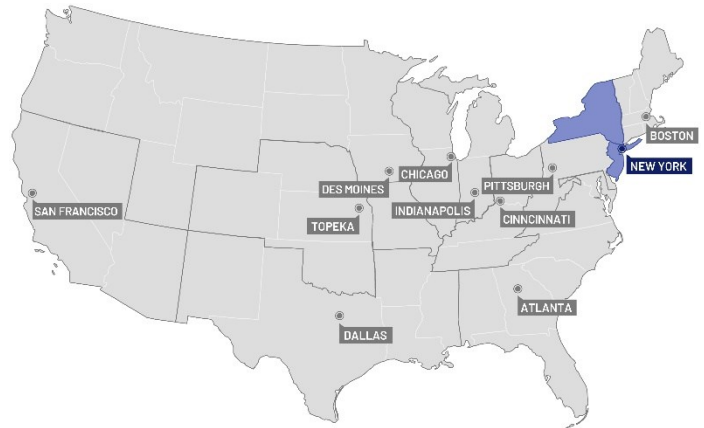 BOSTON
NEW YORK
CHICAGO
DES MOINES
PITTSBURGH
INDIANAPOLIS
SAN FRANCISCO
CINNCINNATI
TOPEKA
ATLANTA
DALLAS